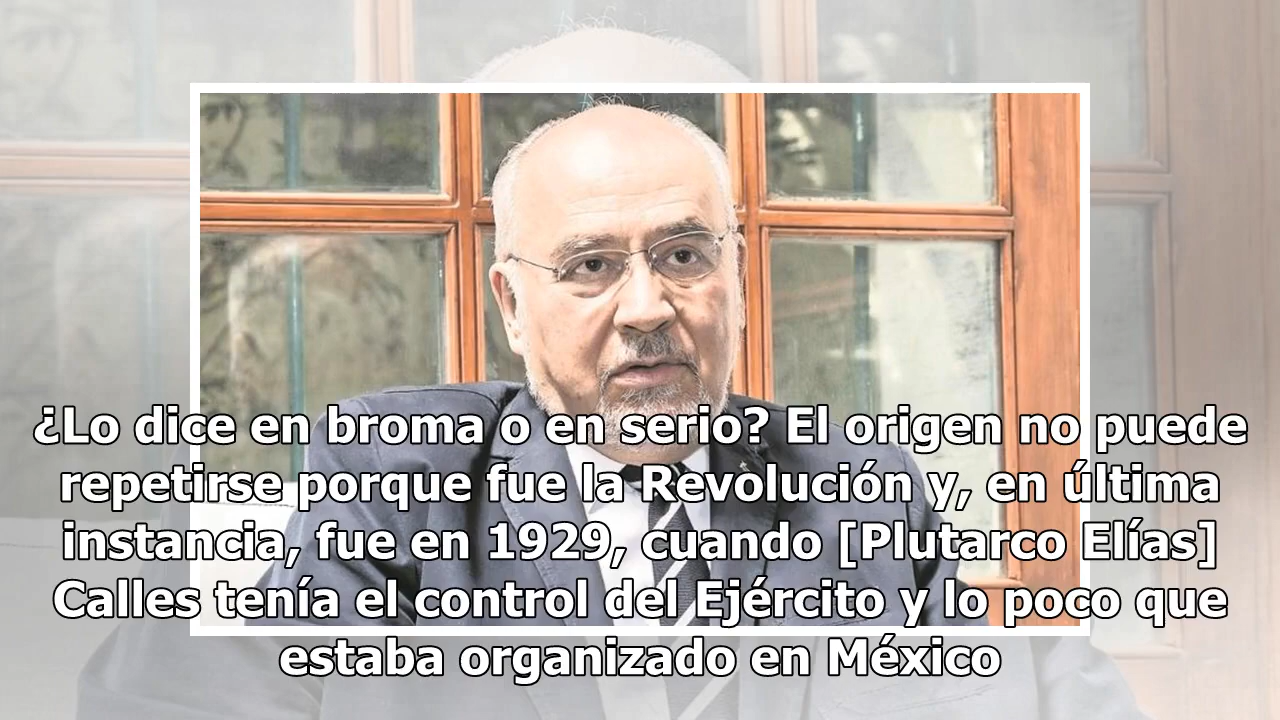 ¿Lo dice en broma o en serio? El origen no puede
repetirse porque fue la Revolución y, en última
instancia, fue en 1929, cuando [Plutarco Elías]
Calles tenía el control del Ejército y lo poco que
estaba organizado en México